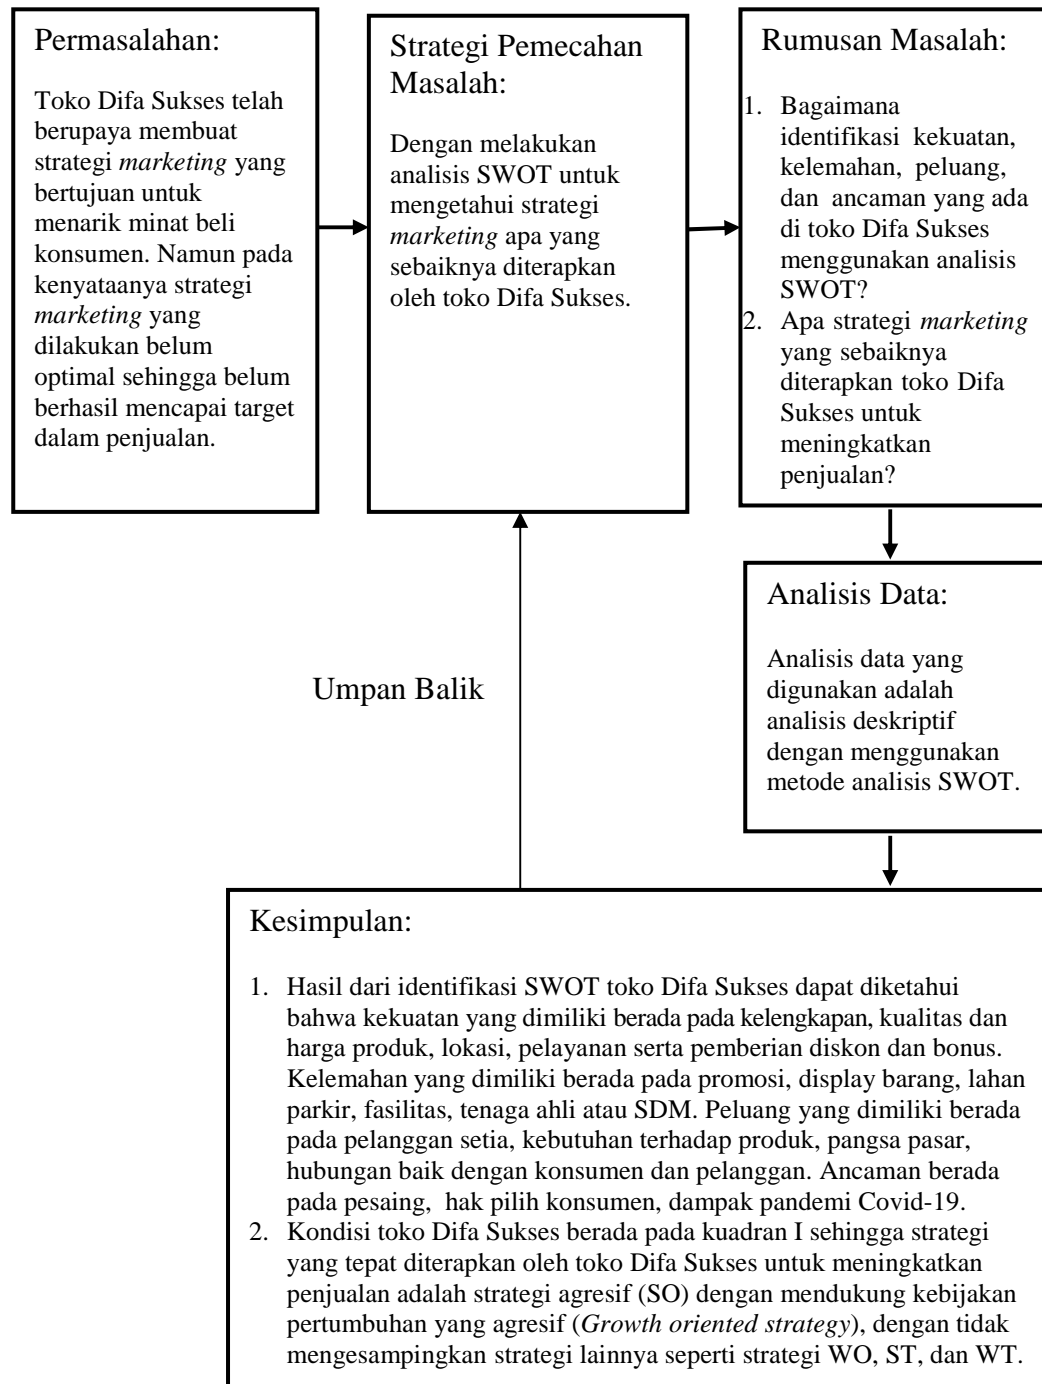 Permasalahan:
Toko Difa Sukses telah
berupaya membuat
strategi marketing yang
bertujuan untuk
menarik minat beli
konsumen. Namun pada
kenyataanya strategi
marketing yang
dilakukan belum
optimal sehingga belum
berhasil mencapai target
dalam penjualan.
Strategi Pemecahan
Masalah:
Dengan melakukan
analisis SWOT untuk
mengetahui strategi
marketing apa yang
sebaiknya diterapkan
oleh toko Difa Sukses.
Rumusan Masalah:
1. Bagaimana
identifikasi kekuatan,
kelemahan, peluang,
dan ancaman yang ada
di toko Difa Sukses
menggunakan analisis
SWOT?
2. Apa strategi marketing
yang sebaiknya
diterapkan toko Difa
Sukses untuk
meningkatkan
penjualan?
Analisis Data:
Analisis data yang
digunakan adalah
analisis deskriptif
dengan menggunakan
metode analisis SWOT.
Umpan Balik
Kesimpulan:
1. Hasil dari identifikasi SWOT toko Difa Sukses dapat diketahui
bahwa kekuatan yang dimiliki berada pada kelengkapan, kualitas dan
harga produk, lokasi, pelayanan serta pemberian diskon dan bonus.
Kelemahan yang dimiliki berada pada promosi, display barang, lahan
parkir, fasilitas, tenaga ahli atau SDM. Peluang yang dimiliki berada
pada pelanggan setia, kebutuhan terhadap produk, pangsa pasar,
hubungan baik dengan konsumen dan pelanggan. Ancaman berada
pada pesaing, hak pilih konsumen, dampak pandemi Covid-19.
2. Kondisi toko Difa Sukses berada pada kuadran I sehingga strategi
yang tepat diterapkan oleh toko Difa Sukses untuk meningkatkan
penjualan adalah strategi agresif (SO) dengan mendukung kebijakan
pertumbuhan yang agresif (Growth oriented strategy), dengan tidak
mengesampingkan strategi lainnya seperti strategi WO, ST, dan WT.